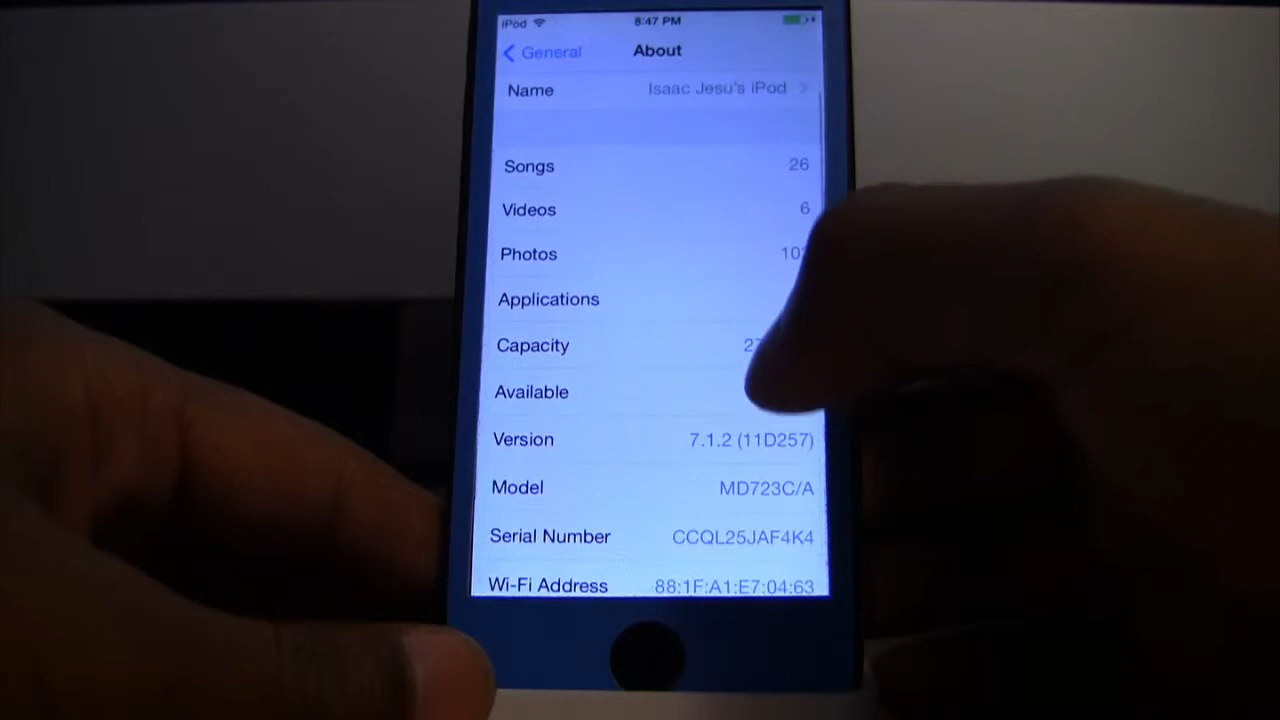 iPod 8:47 PM
General About
Name Isaac Jesu's iPod
Songs 26
Videos 6
Photos
Applications
Capacity
Available
Version 7.1.2 (11D257)
Model MD723C/A
Serial Number CCQL25JAF4K4
Wi-Fi Address 88:1F:A1:E7:04:63